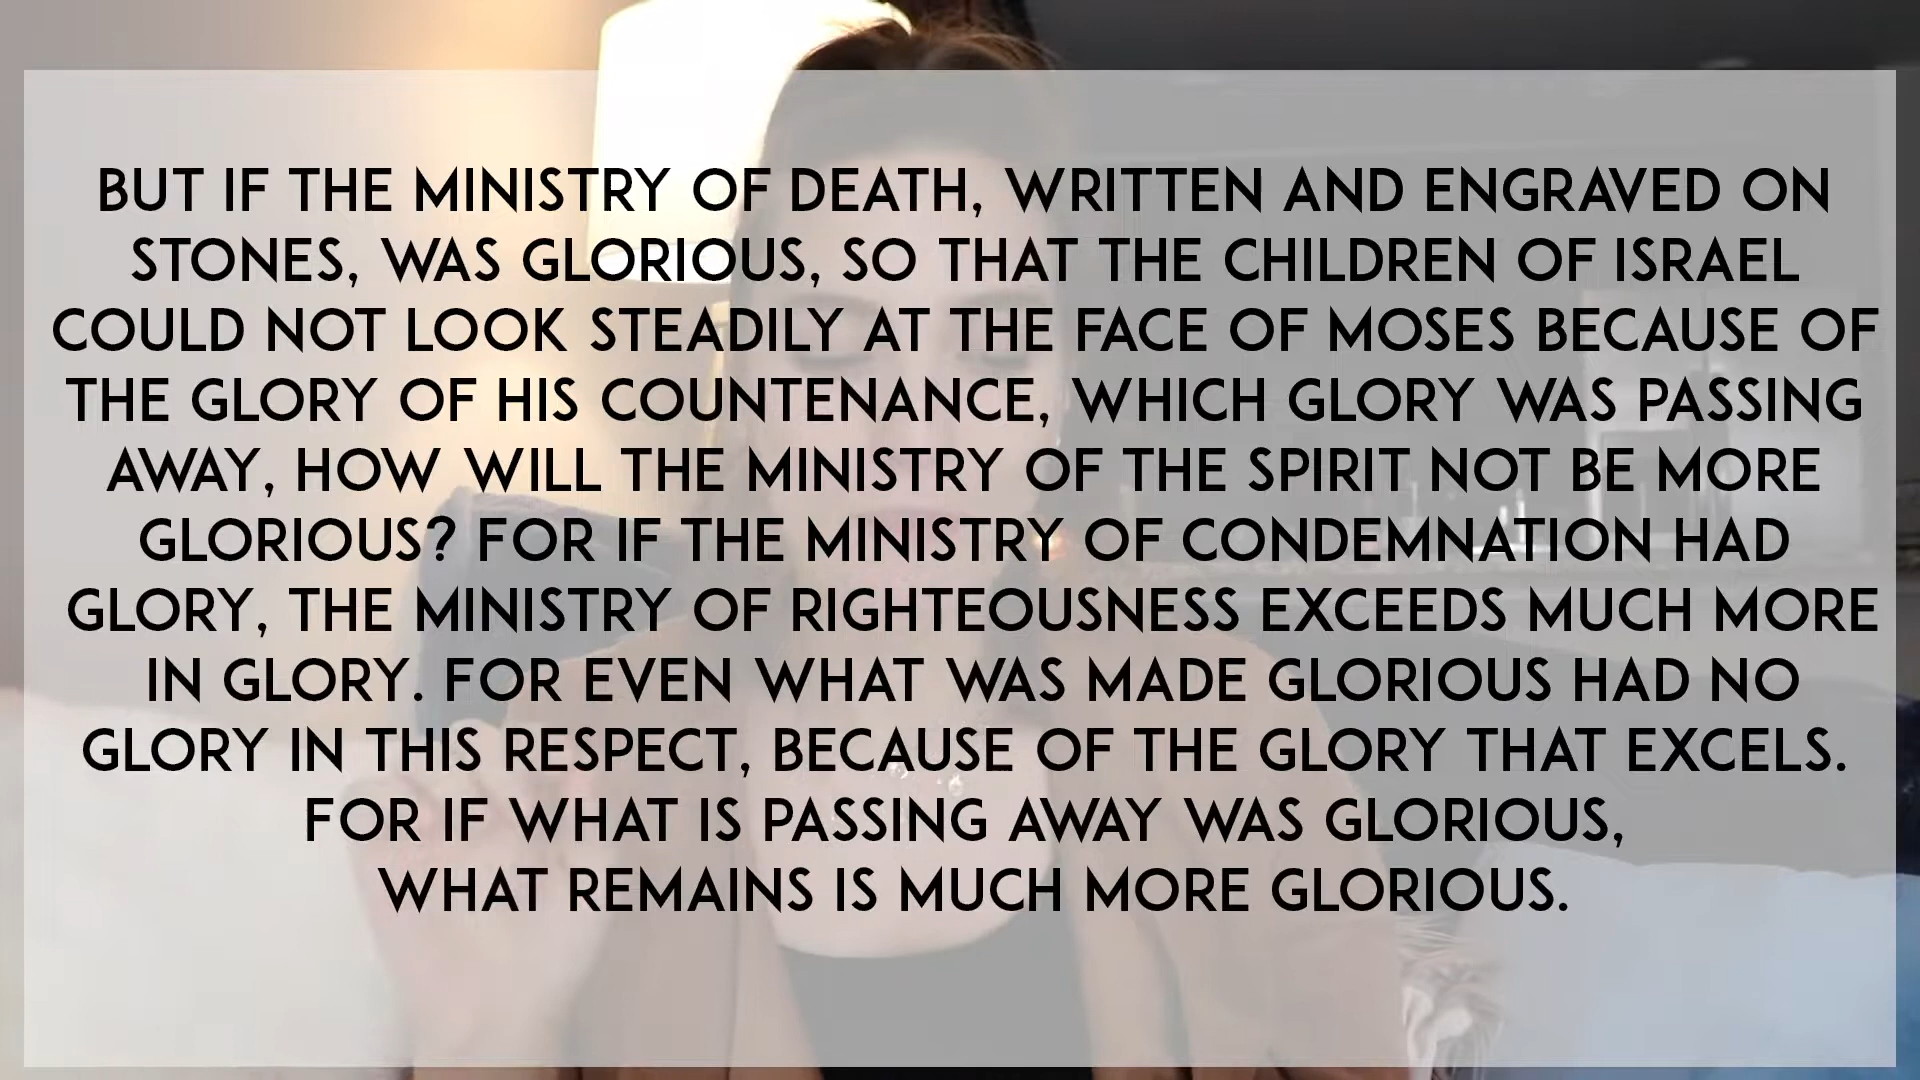 BUT IF THE MINISTRY OF DEATH, WRITTEN AND ENGRAVED ON
STONES, WAS GLORIOUS, SO THAT THE CHILDREN OF ISRAEL
COULD NOT LOOK STEADILY AT THE FACE OF MOSES BECAUSE OF
THE GLORY OF HIS COUNTENANCE, WHICH GLORY WAS PASSING
AWAY, HOW WILL THE MINISTRY OF THE SPIRIT NOT BE MORE
GLORIOUS? FOR IF THE MINISTRY OF CONDEMNATION HAD
GLORY, THE MINISTRY OF RIGHTEOUSNESS EXCEEDS MUCH MORE
IN GLORY. FOR EVEN WHAT WAS MADE GLORIOUS HAD NO
GLORY IN THIS RESPECT, BECAUSE OF THE GLORY THAT EXCELS.
FOR IF WHAT IS PASSING AWAY WAS GLORIOUS,
WHAT REMAINS IS MUCH MORE GLORIOUS.